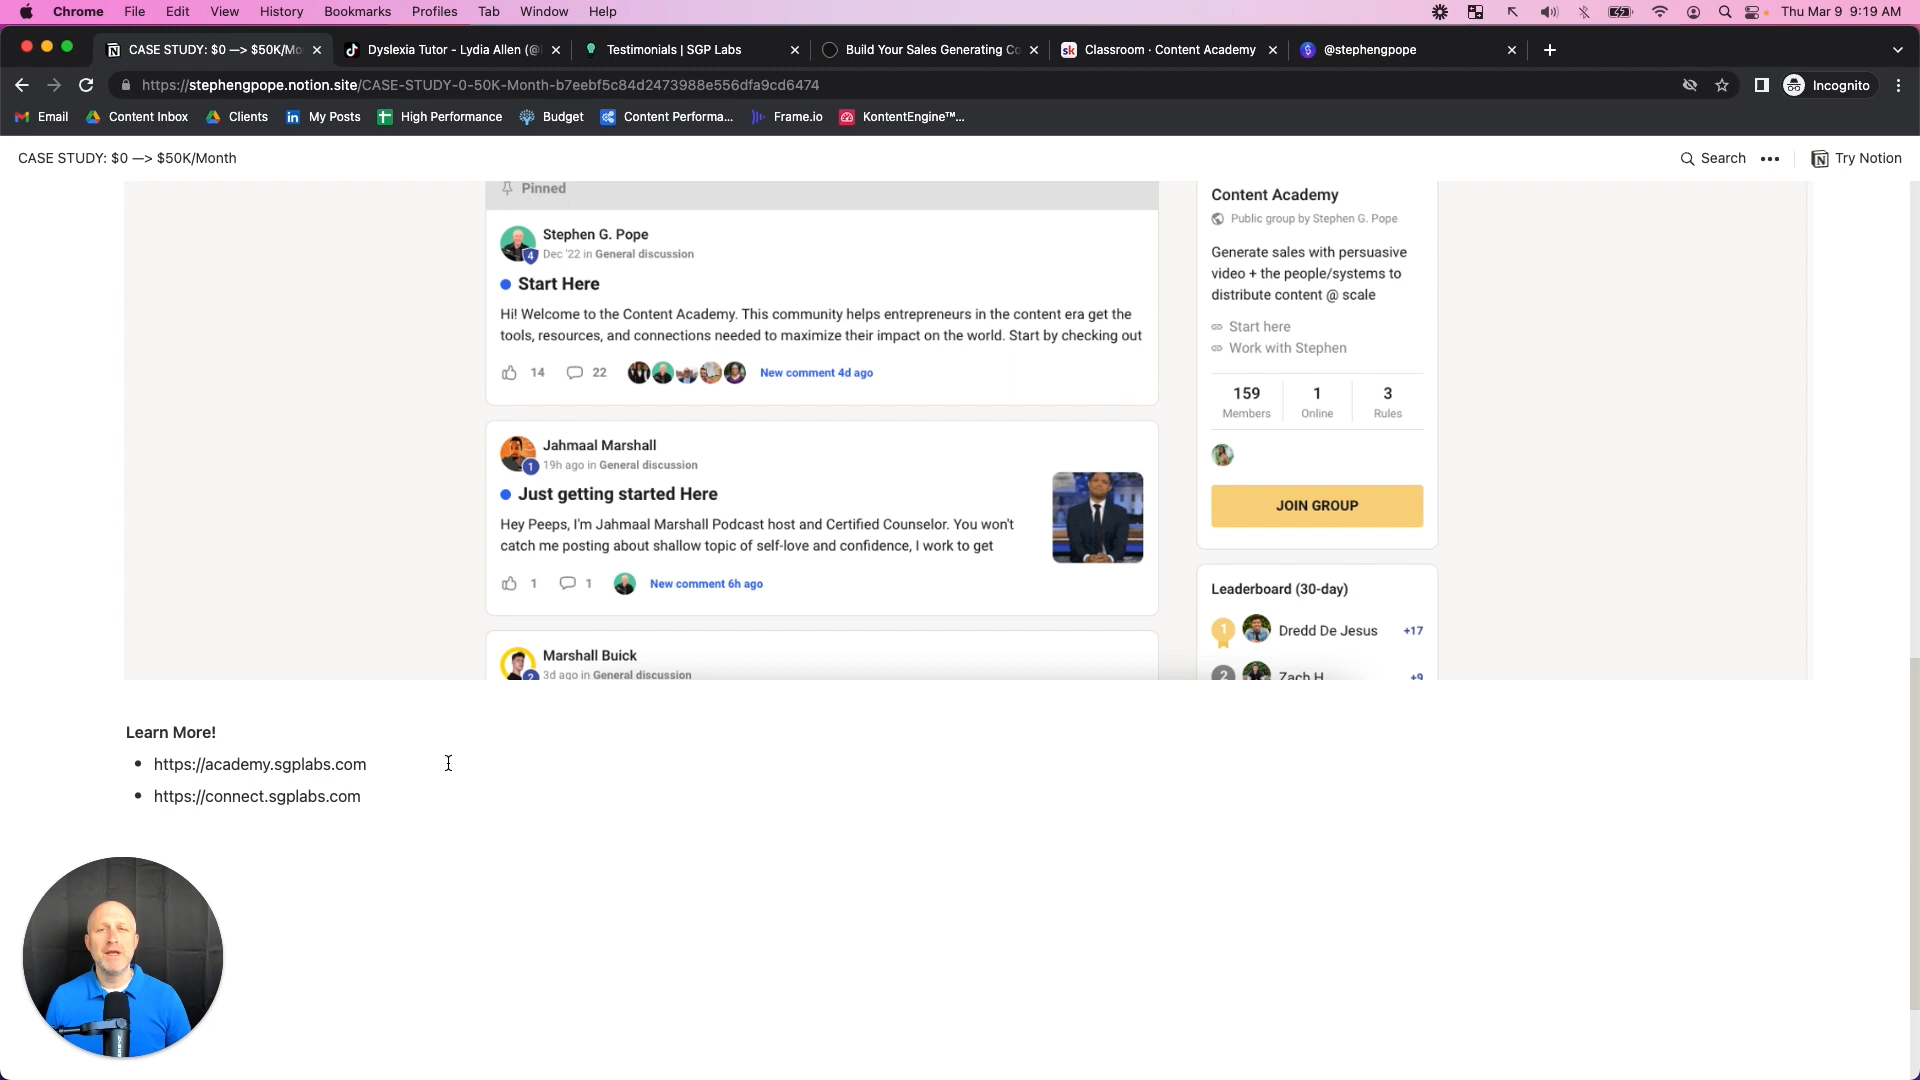 Chrome File Edit View History Bookmarks Profiles Tab Window Help Thu Mar 9 9:19 AM
CASE STUDY: $0 —> $50K/Mo Dyslexia Tutor - Lydia Allen (@ Testimonials | SGP Labs Build Your Sales Generating Co Classroom · Content Academy @stephengpope
https://stephengpope.notion.site/CASE-STUDY-0-50K-Month-b7eebf5c84d2473988e556dfa9cd6474 Incognito
Email Content Inbox Clients My Posts High Performance Budget Content Performa... Frame.io KontentEngine™...
CASE STUDY: $0 —> $50K/Month Search Try Notion
Pinned
Stephen G. Pope
4 Dec '22 in General discussion
Start Here
Hi! Welcome to the Content Academy. This community helps entrepreneurs in the content era get the
tools, resources, and connections needed to maximize their impact on the world. Start by checking out
14 22 New comment 4d ago
Jahmaal Marshall
1 19h ago in General discussion
Just getting started Here
Hey Peeps, I'm Jahmaal Marshall Podcast host and Certified Counselor. You won't
catch me posting about shallow topic of self-love and confidence, I work to get
1 1 New comment 6h ago
Marshall Buick
2 3d ago in General discussion
Content Academy
Public group by Stephen G. Pope
Generate sales with persuasive
video + the people/systems to
distribute content @ scale
Start here
Work with Stephen
159 1 3
Members Online Rules
JOIN GROUP
Leaderboard (30-day)
1 Dredd De Jesus +17
2 Zach H +9
Learn More!
• https://academy.sgplabs.com
• https://connect.sgplabs.com